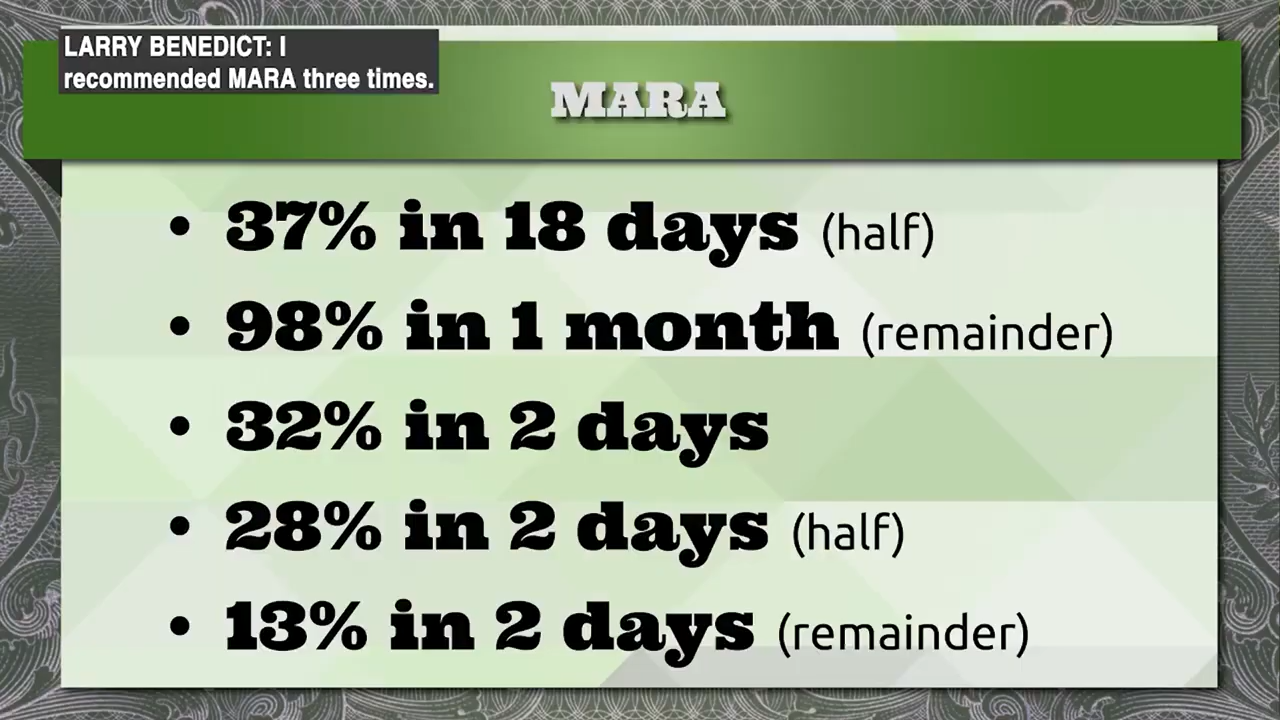 LARRY BENEDICT: I
recommended MARA three times.
MARA
• 37% in 18 days (half)
• 98% in 1 month (remainder)
• 32% in 2 days
• 28% in 2 days (half)
• 13% in 2 days (remainder)